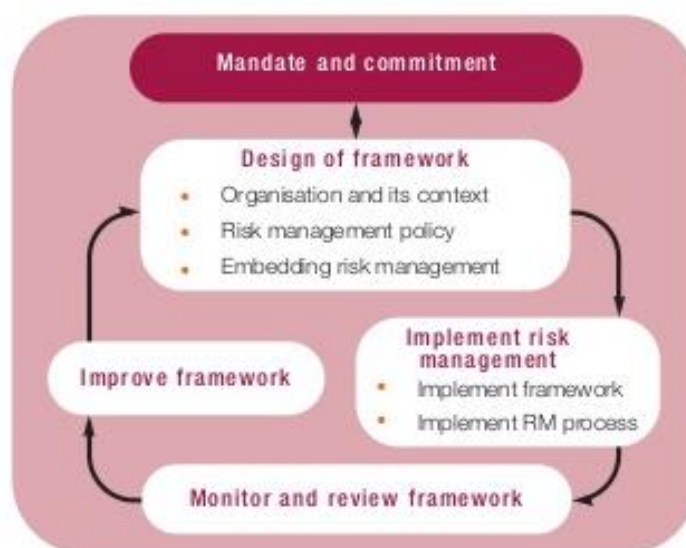 Mandate and commitment
Design of framework
• Organisation and its context
• Risk management policy
• Embedding risk management
Implement risk
management
• Implement framework
• Implement RM process
Improve framework
Monitor and review framework